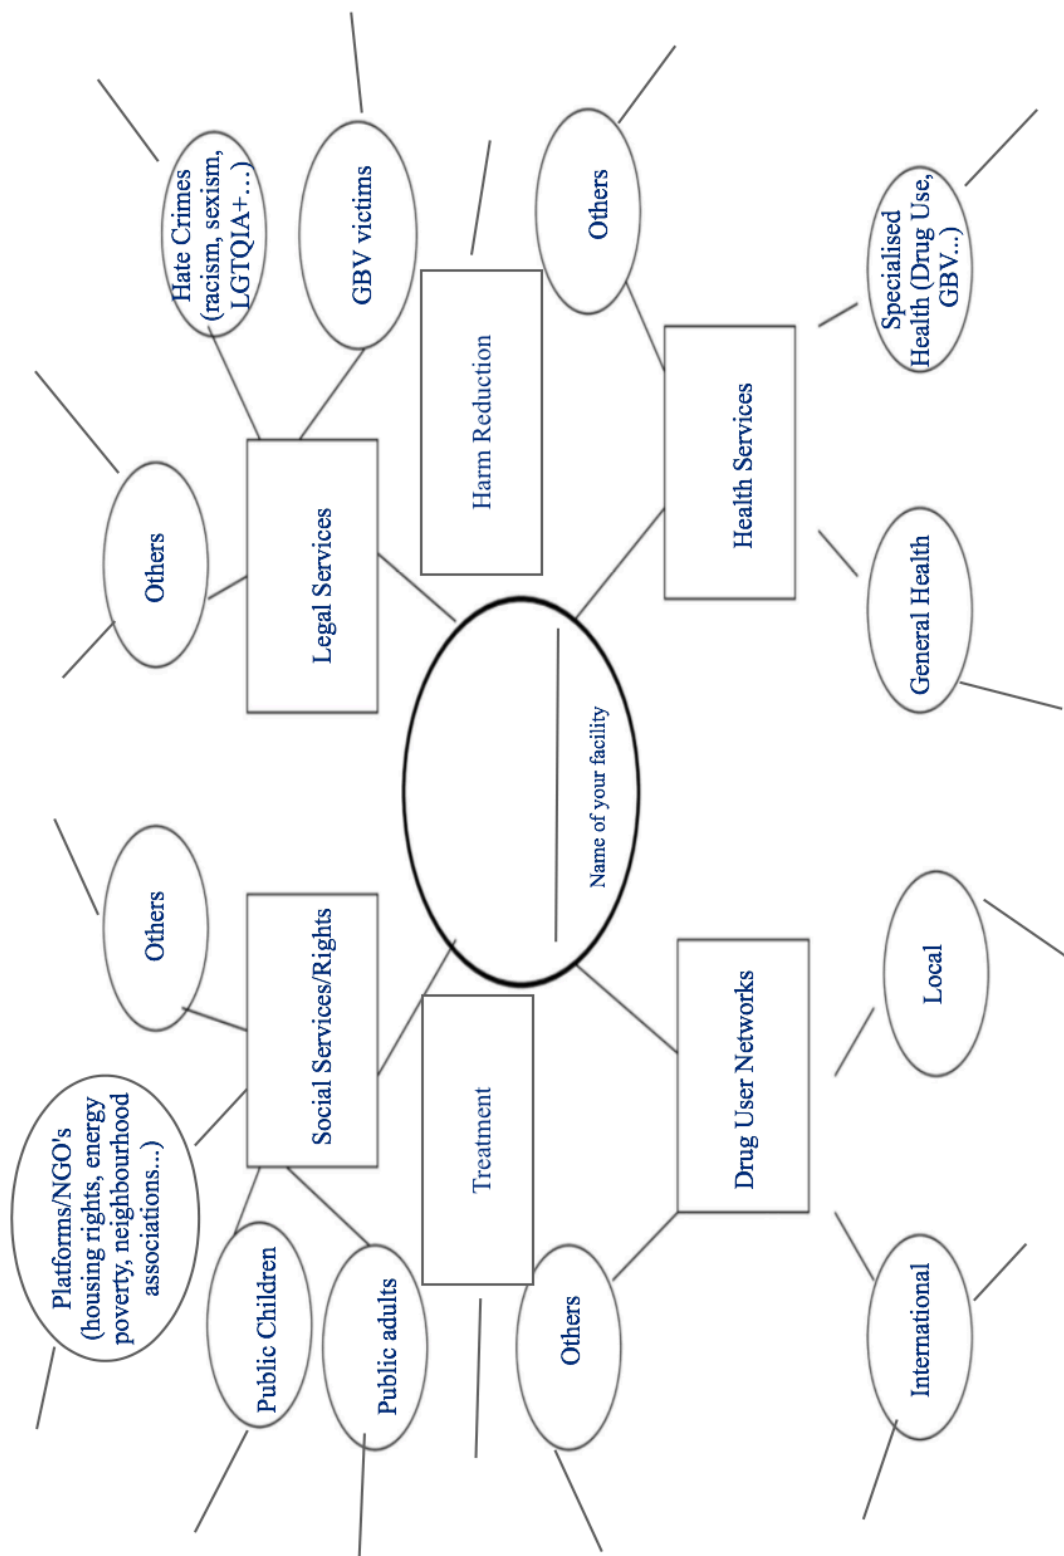 Platforms/NGO's
(housing rights, energy
poverty, neighbourhood
associations...)
Others
Others
Hate Crimes
(racism, sexism,
LGTQIA+...)
Public Children
Public adults
Social Services/Rights
Legal Services
GBV victims
Treatment
Harm Reduction
Name of your facility
Others
Others
Drug User Networks
Health Services
International
Local
General Health
Specialised
Health (Drug Use,
GBV...)